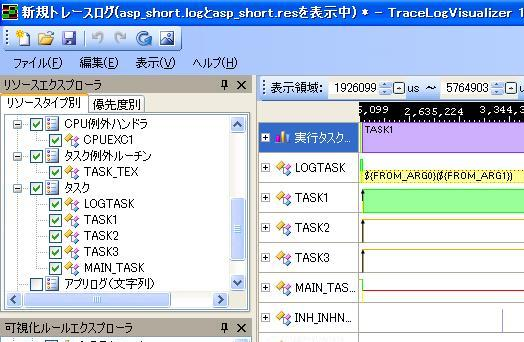 新規トレースログ(asp_short.logとasp_short.resを表示中) * - TraceLogVisualizer 1
ファイル(F) 編集(E) 表示(V) ヘルプ(H)
リソースエクスプローラ
リソースタイプ別 優先度別
CPU例外ハンドラ
CPUEXC1
タスク例外ルーチン
TASK_TEX
タスク
LOGTASK
TASK1
TASK2
TASK3
MAIN_TASK
アプリログ(文字列)
可視化ルールエクスプローラ
表示領域: 1926099 us ～ 5764903 us
5,099 2,635,224 3,344,3
実行タスク... TASK1
LOGTASK ${FROM_ARG0}(${FROM_ARG1})
TASK1
TASK2
TASK3
MAIN_TAS...
INH_INHN...